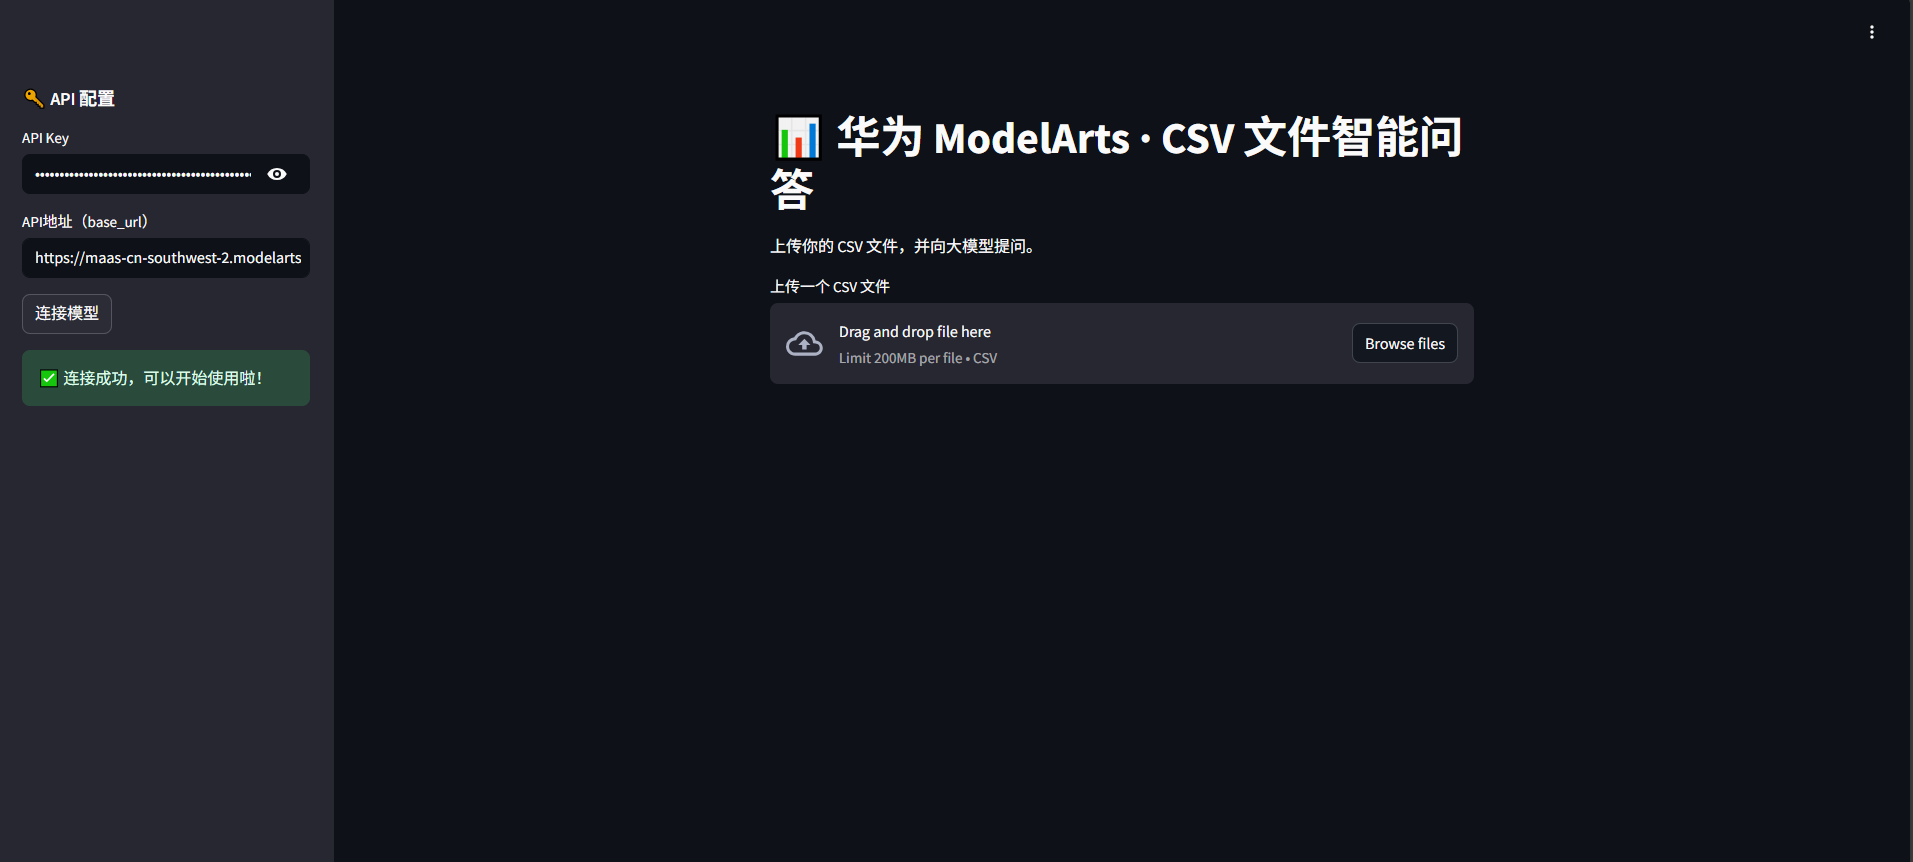 API 配置
API Key
API地址（base_url）
https://maas-cn-southwest-2.modelarts
连接模型
连接成功，可以开始使用啦！
华为 ModelArts · CSV 文件智能问
答
上传你的 CSV 文件，并向大模型提问。
上传一个 CSV 文件
Drag and drop file here
Limit 200MB per file • CSV
Browse files